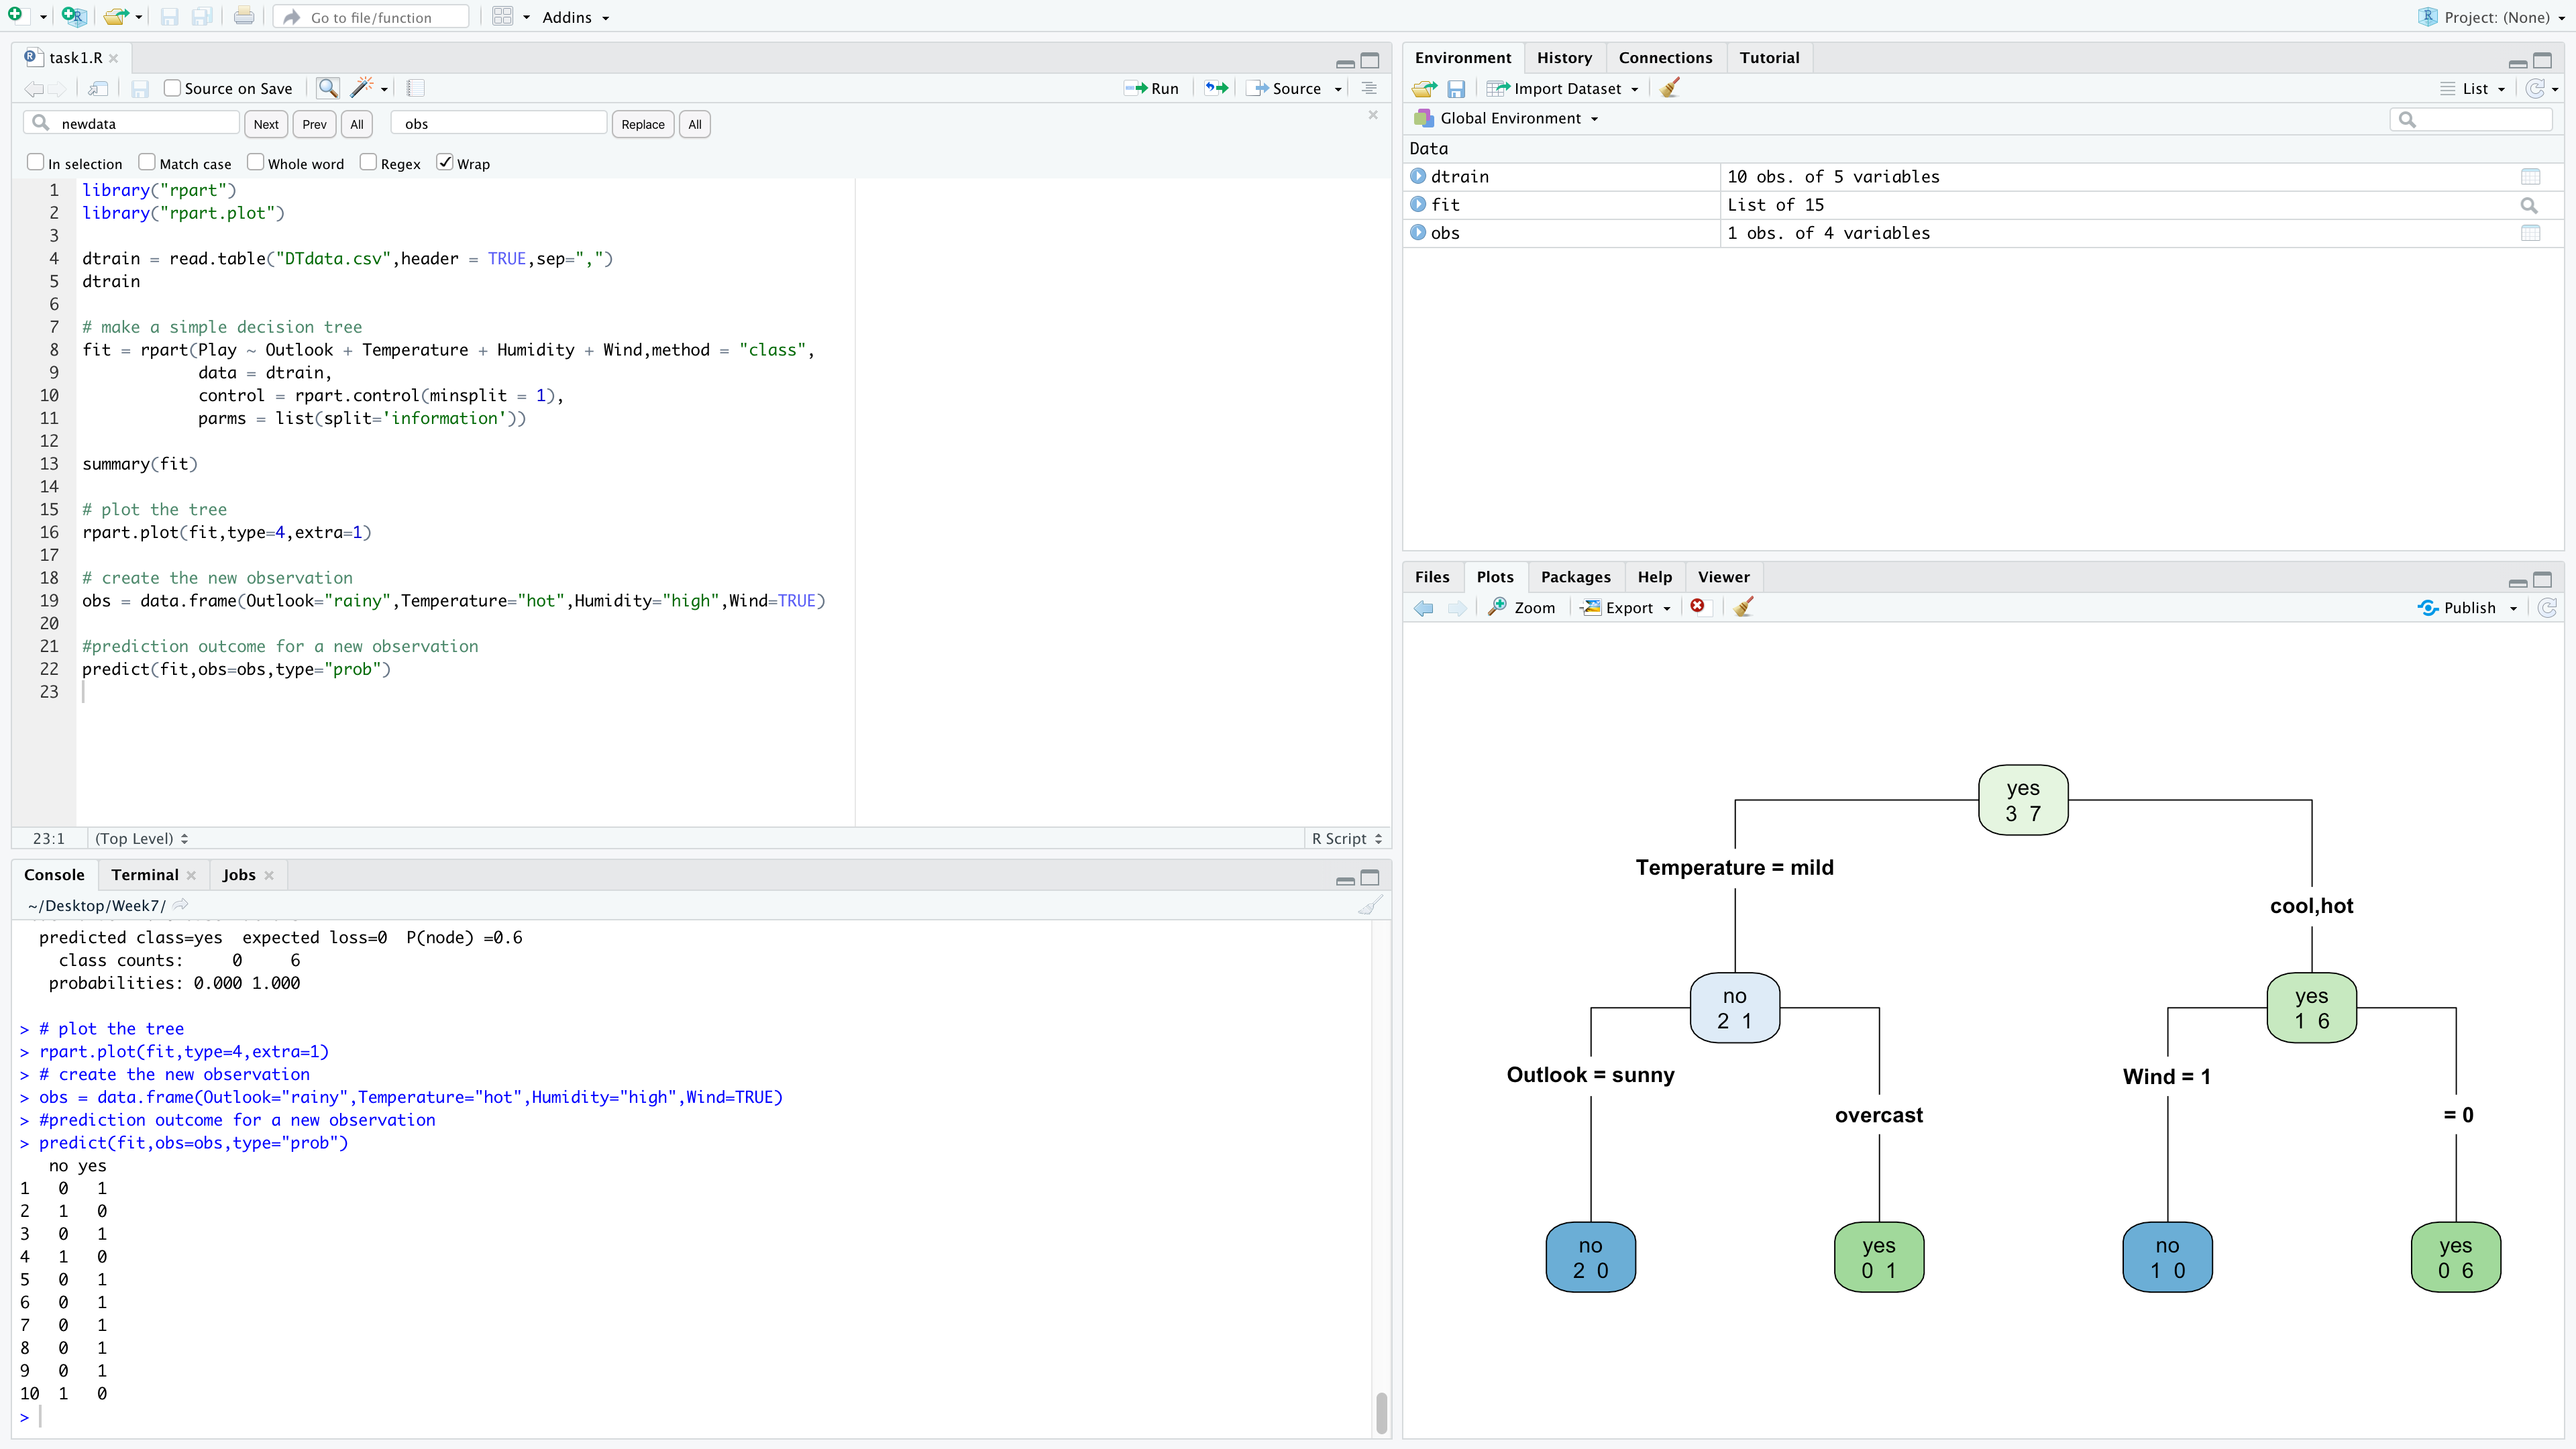 Go to file/function
Addins
Project: (None)
task1.R
Source on Save
Run
Source
newdata
Next
Prev
All
obs
Replace
All
In selection
Match case
Whole word
Regex
Wrap
1 library("rpart")
2 library("rpart.plot")
3
4 dtrain = read.table("DTdata.csv",header = TRUE,sep=",")
5 dtrain
6
7 # make a simple decision tree
8 fit = rpart(Play ~ Outlook + Temperature + Humidity + Wind,method = "class",
9 data = dtrain,
10 control = rpart.control(minsplit = 1),
11 parms = list(split='information'))
12
13 summary(fit)
14
15 # plot the tree
16 rpart.plot(fit,type=4,extra=1)
17
18 # create the new observation
19 obs = data.frame(Outlook="rainy",Temperature="hot",Humidity="high",Wind=TRUE)
20
21 #prediction outcome for a new observation
22 predict(fit,obs=obs,type="prob")
23
23:1 (Top Level) R Script
Console Terminal Jobs
~/Desktop/Week7/
predicted class=yes expected loss=0 P(node) =0.6
class counts: 0 6
probabilities: 0.000 1.000
> # plot the tree
> rpart.plot(fit,type=4,extra=1)
> # create the new observation
> obs = data.frame(Outlook="rainy",Temperature="hot",Humidity="high",Wind=TRUE)
> #prediction outcome for a new observation
> predict(fit,obs=obs,type="prob")
no yes
1 0 1
2 1 0
3 0 1
4 1 0
5 0 1
6 0 1
7 0 1
8 0 1
9 0 1
10 1 0
>
Environment History Connections Tutorial
Import Dataset
List
Global Environment
Data
dtrain 10 obs. of 5 variables
fit List of 15
obs 1 obs. of 4 variables
Files Plots Packages Help Viewer
Zoom
Export
Publish
yes
3 7
Temperature = mild
cool,hot
no
2 1
yes
1 6
Outlook = sunny
overcast
Wind = 1
= 0
no
2 0
yes
0 1
no
1 0
yes
0 6